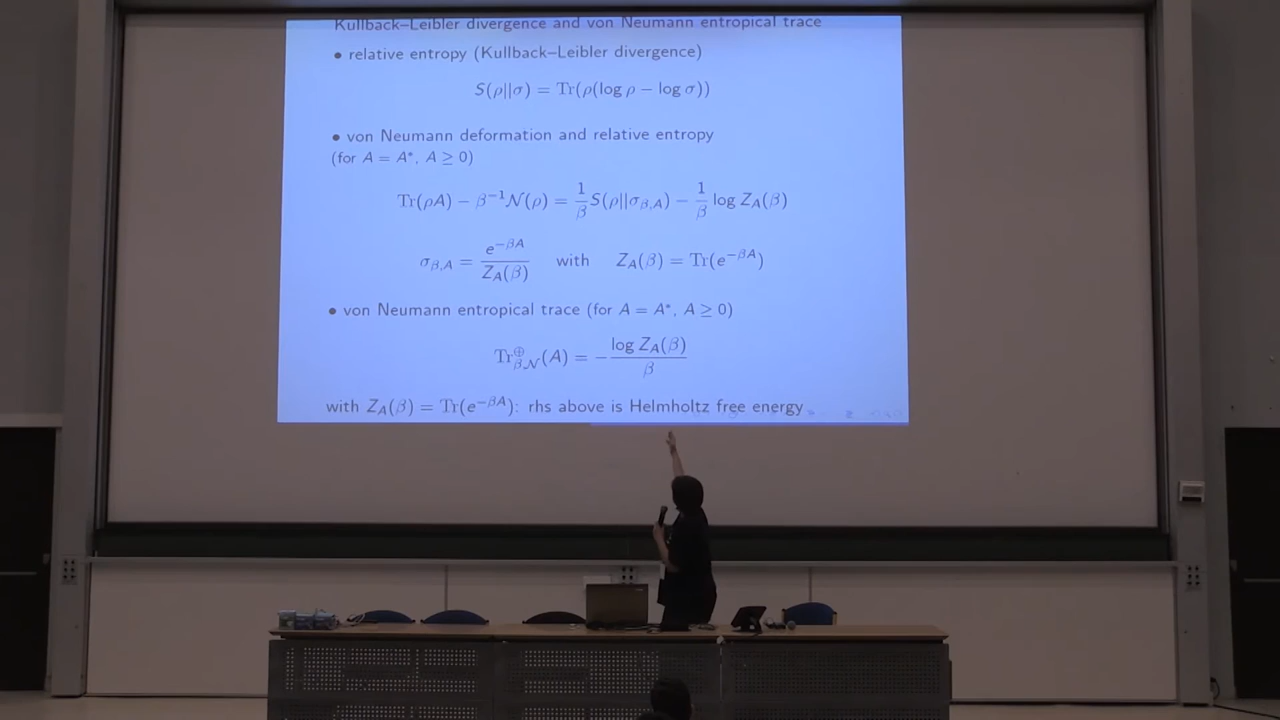 Kullback–Leibler divergence and von Neumann entropical trace
• relative entropy (Kullback–Leibler divergence)
S(ρ||σ) = Tr(ρ(log ρ − log σ))
• von Neumann deformation and relative entropy
(for A = A*, A ≥ 0)
Tr(ρA) − β⁻¹𝒩(ρ) = 1/β S(ρ||σ_{β,A}) − 1/β log Z_A(β)
σ_{β,A} = e^{−βA}/Z_A(β) with Z_A(β) = Tr(e^{−βA})
• von Neumann entropical trace (for A = A*, A ≥ 0)
Tr^⊕_{β,𝒩}(A) = − log Z_A(β)/β
with Z_A(β) = Tr(e^{−βA}): rhs above is Helmholtz free energy